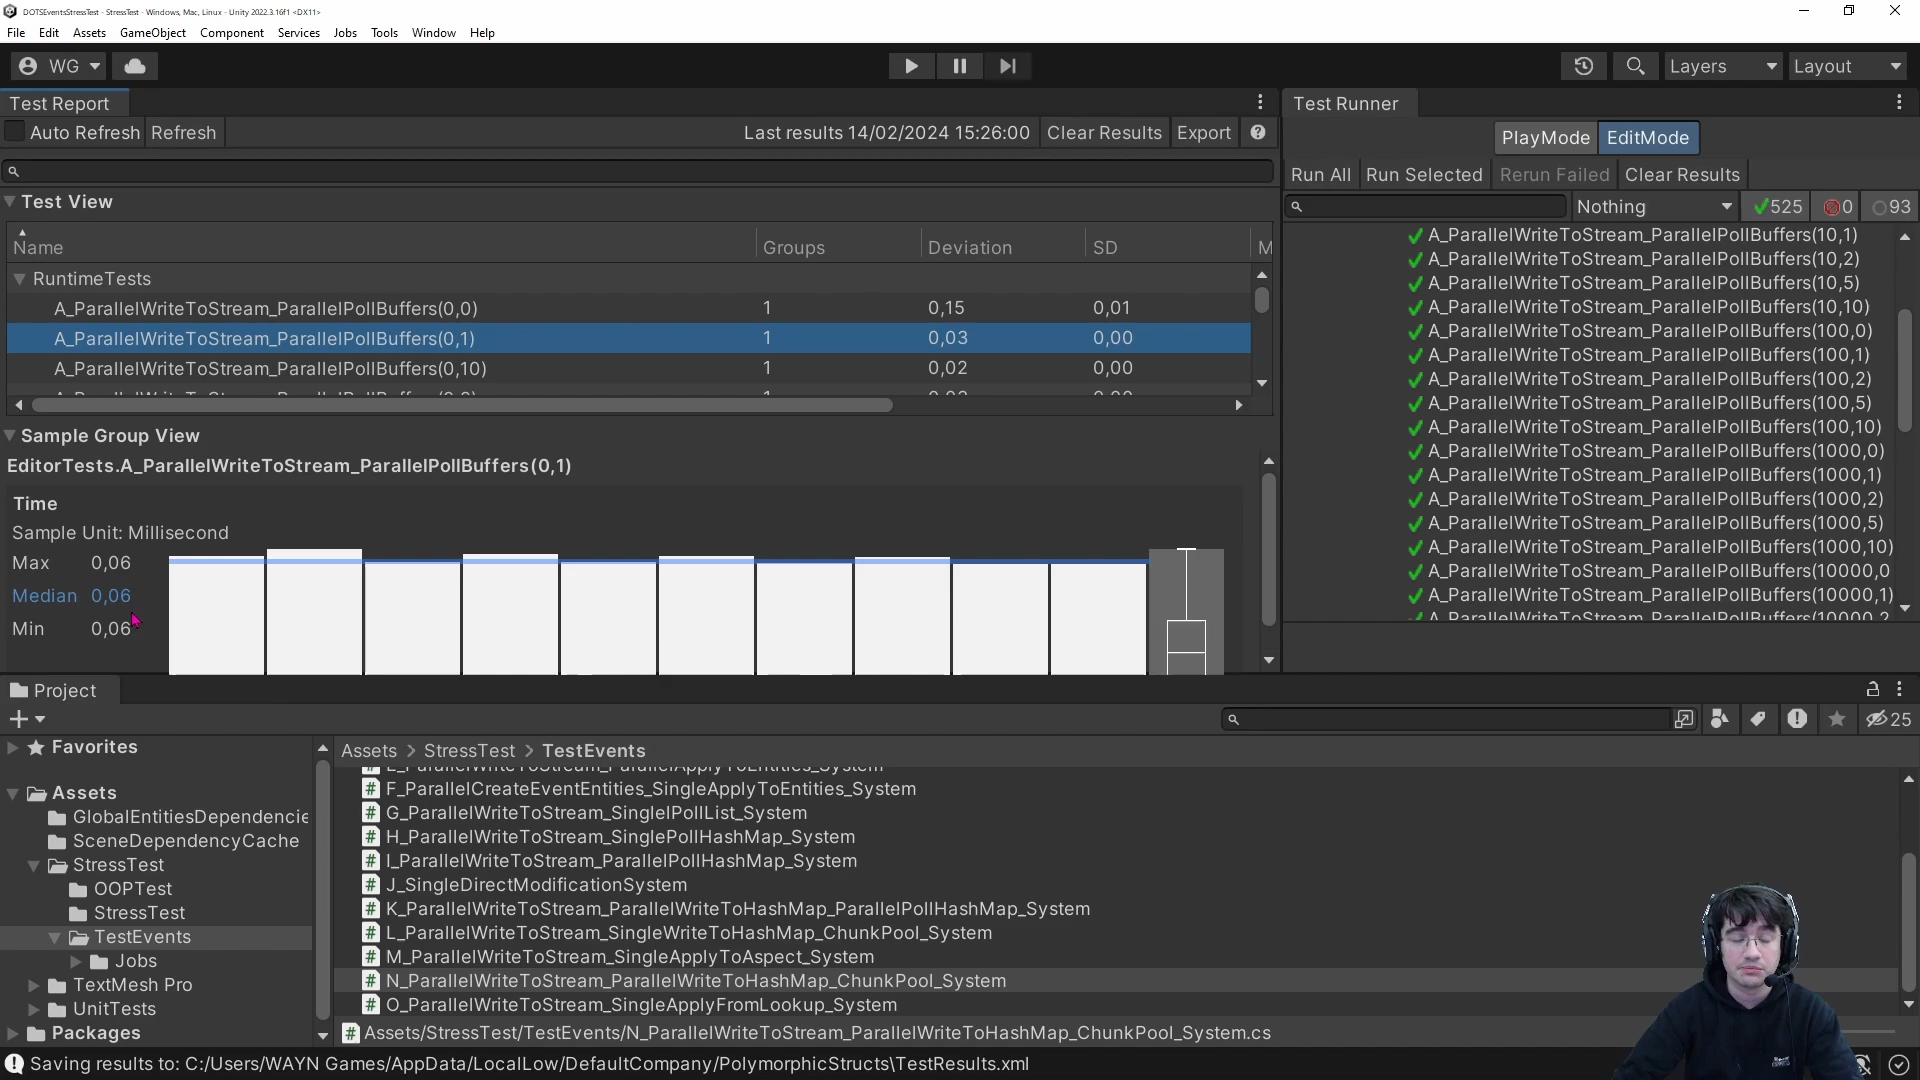 DOTSEventsStressTest - StressTest - Windows, Mac, Linux - Unity 2022.3.16f1 <DX11>
File Edit Assets GameObject Component Services Jobs Tools Window Help
WG Layers Layout
Test Report
Auto Refresh Refresh Last results 14/02/2024 15:26:00 Clear Results Export
Test View
Name Groups Deviation SD M
RuntimeTests
A_ParallelWriteToStream_ParallelPollBuffers(0,0) 1 0,15 0,01
A_ParallelWriteToStream_ParallelPollBuffers(0,1) 1 0,03 0,00
A_ParallelWriteToStream_ParallelPollBuffers(0,10) 1 0,02 0,00
Sample Group View
EditorTests.A_ParallelWriteToStream_ParallelPollBuffers(0,1)
Time
Sample Unit: Millisecond
Max 0,06
Median 0,06
Min 0,06
Test Runner
PlayMode EditMode
Run All Run Selected Rerun Failed Clear Results
Nothing 525 0 93
A_ParallelWriteToStream_ParallelPollBuffers(10,1)
A_ParallelWriteToStream_ParallelPollBuffers(10,2)
A_ParallelWriteToStream_ParallelPollBuffers(10,5)
A_ParallelWriteToStream_ParallelPollBuffers(10,10)
A_ParallelWriteToStream_ParallelPollBuffers(100,0)
A_ParallelWriteToStream_ParallelPollBuffers(100,1)
A_ParallelWriteToStream_ParallelPollBuffers(100,2)
A_ParallelWriteToStream_ParallelPollBuffers(100,5)
A_ParallelWriteToStream_ParallelPollBuffers(100,10)
A_ParallelWriteToStream_ParallelPollBuffers(1000,0)
A_ParallelWriteToStream_ParallelPollBuffers(1000,1)
A_ParallelWriteToStream_ParallelPollBuffers(1000,2)
A_ParallelWriteToStream_ParallelPollBuffers(1000,5)
A_ParallelWriteToStream_ParallelPollBuffers(1000,10)
A_ParallelWriteToStream_ParallelPollBuffers(10000,0
A_ParallelWriteToStream_ParallelPollBuffers(10000,1)
A_ParallelWriteToStream_ParallelPollBuffers(10000,2
Project
25
Favorites
Assets
GlobalEntitiesDependencie
SceneDependencyCache
StressTest
OOPTest
StressTest
TestEvents
Jobs
TextMesh Pro
UnitTests
Packages
Assets > StressTest > TestEvents
E_ParallelWriteToStream_ParallelApplyToEntities_System
F_ParallelCreateEventEntities_SingleApplyToEntities_System
G_ParallelWriteToStream_SinglelPollList_System
H_ParallelWriteToStream_SinglePollHashMap_System
I_ParallelWriteToStream_ParallelPollHashMap_System
J_SingleDirectModificationSystem
K_ParallelWriteToStream_ParallelWriteToHashMap_ParallelPollHashMap_System
L_ParallelWriteToStream_SingleWriteToHashMap_ChunkPool_System
M_ParallelWriteToStream_SingleApplyToAspect_System
N_ParallelWriteToStream_ParallelWriteToHashMap_ChunkPool_System
O_ParallelWriteToStream_SingleApplyFromLookup_System
Assets/StressTest/TestEvents/N_ParallelWriteToStream_ParallelWriteToHashMap_ChunkPool_System.cs
Saving results to: C:/Users/WAYN Games/AppData/LocalLow/DefaultCompany/PolymorphicStructs\TestResults.xml